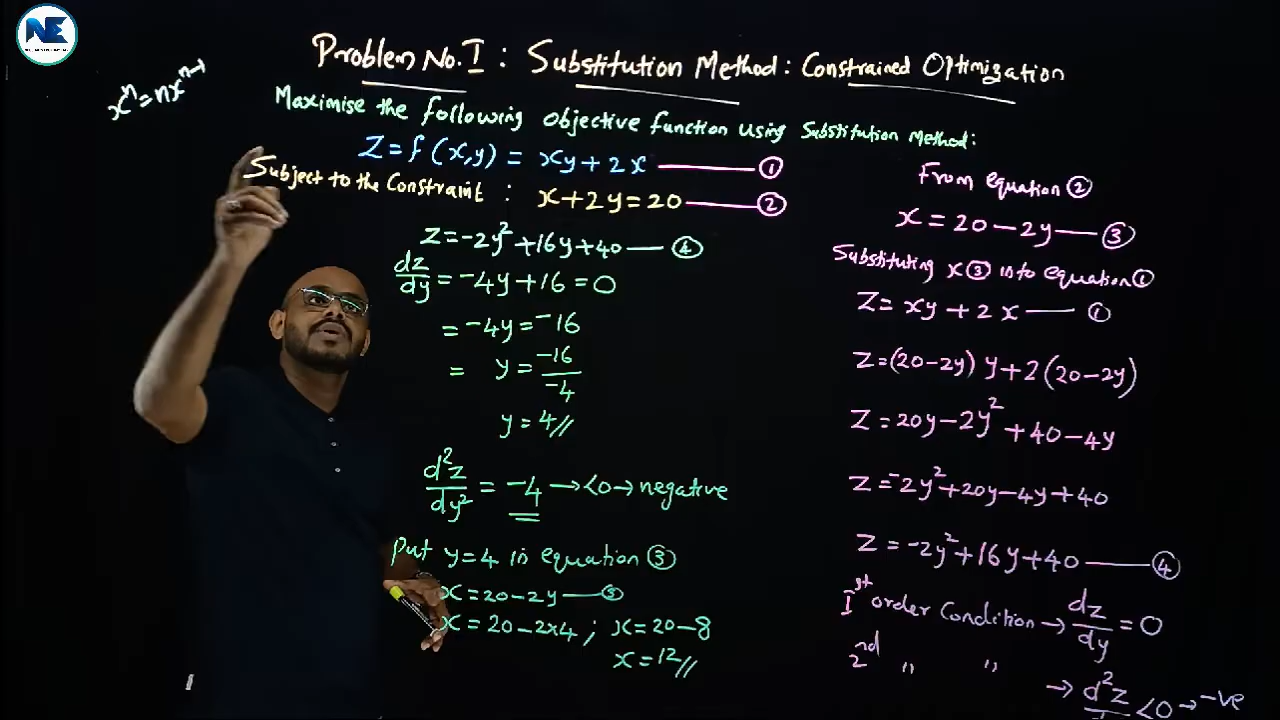 NE
xⁿ = nxⁿ⁻¹
Problem No. I : Substitution Method : Constrained Optimization
Maximise the following objective function using Substitution Method:
Z = f (x,y) = xy + 2x ——— ①
Subject to the Constraint : x + 2y = 20 ——— ②
Z = -2y² + 16y + 40 —— ④
dz/dy = -4y + 16 = 0
= -4y = -16
= y = -16/-4
y = 4//
d²z/dy² = -4 → <0 → negative
Put y = 4 in equation ③
x = 20 - 2y —— ③
x = 20 - 2×4 ; x = 20 - 8
x = 12//
From equation ②
x = 20 - 2y —— ③
Substituting x ③ into equation ①
Z = xy + 2x —— ①
Z = (20-2y) y + 2(20-2y)
Z = 20y - 2y² + 40 - 4y
Z = -2y² + 20y - 4y + 40
Z = -2y² + 16y + 40 ——— ④
Iˢᵗ order Condition → dz/dy = 0
2ⁿᵈ " "
→ d²z <0 → -ve